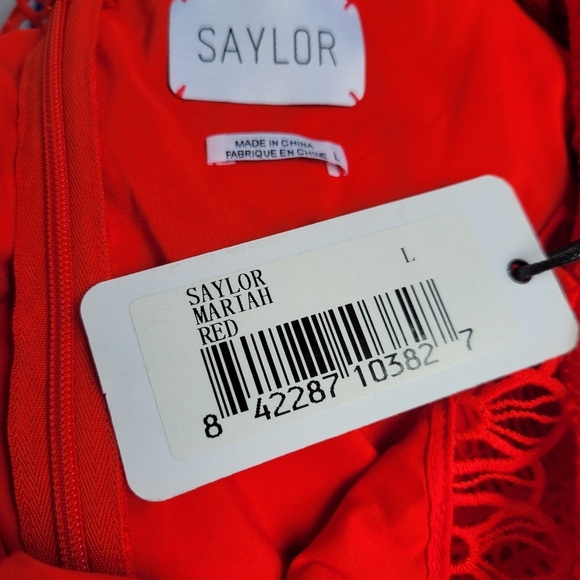 SAYLOR
MADE IN CHINA
FABRIQUE EN CHINE L
L
SAYLOR
MARIAH
RED
8 42287 10382 7